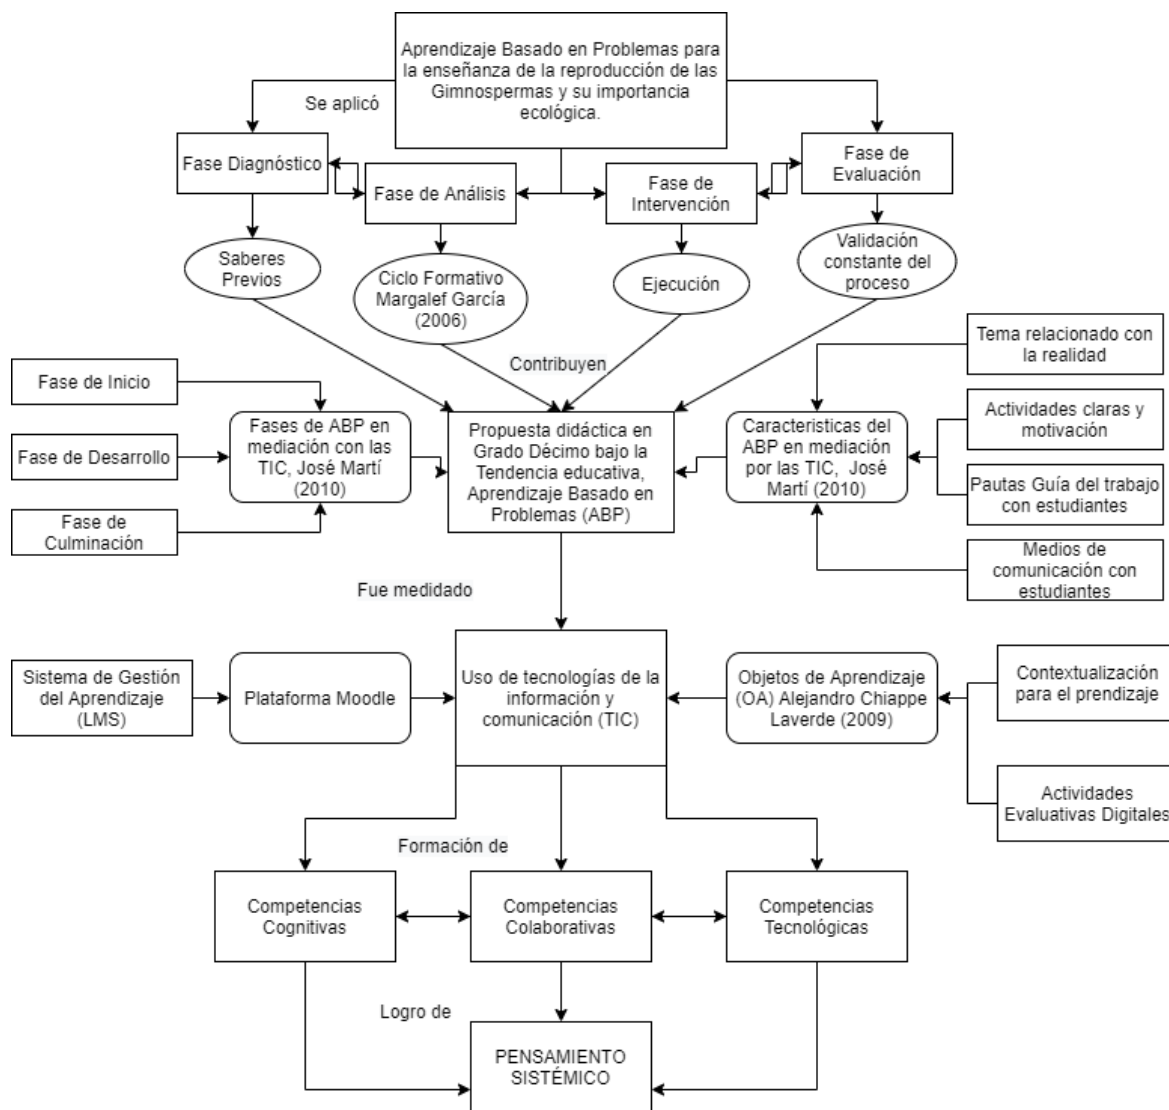 Aprendizaje Basado en Problemas para
la enseñanza de la reproducción de las
Gimnospermas y su importancia
ecológica.
Se aplicó
Fase Diagnóstico
Fase de Análisis
Fase de
Intervención
Fase de
Evaluación
Saberes
Previos
Ciclo Formativo
Margalef García
(2006)
Ejecución
Validación
constante del
proceso
Contribuyen
Fase de Inicio
Fase de Desarrollo
Fase de
Culminación
Fases de ABP en
mediación con las
TIC, José Martí
(2010)
Propuesta didáctica en
Grado Décimo bajo la
Tendencia educativa,
Aprendizaje Basado en
Problemas (ABP)
Caracteristicas del
ABP en mediación
por las TIC, José
Martí (2010)
Tema relacionado con
la realidad
Actividades claras y
motivación
Pautas Guía del trabajo
con estudiantes
Medios de
comunicación con
estudiantes
Fue medidado
Sistema de Gestión
del Aprendizaje
(LMS)
Plataforma Moodle
Uso de tecnologías de la
información y
comunicación (TIC)
Objetos de Aprendizaje
(OA) Alejandro Chiappe
Laverde (2009)
Contextualización
para el prendizaje
Actividades
Evaluativas Digitales
Formación de
Competencias
Cognitivas
Competencias
Colaborativas
Competencias
Tecnológicas
Logro de
PENSAMIENTO
SISTÉMICO